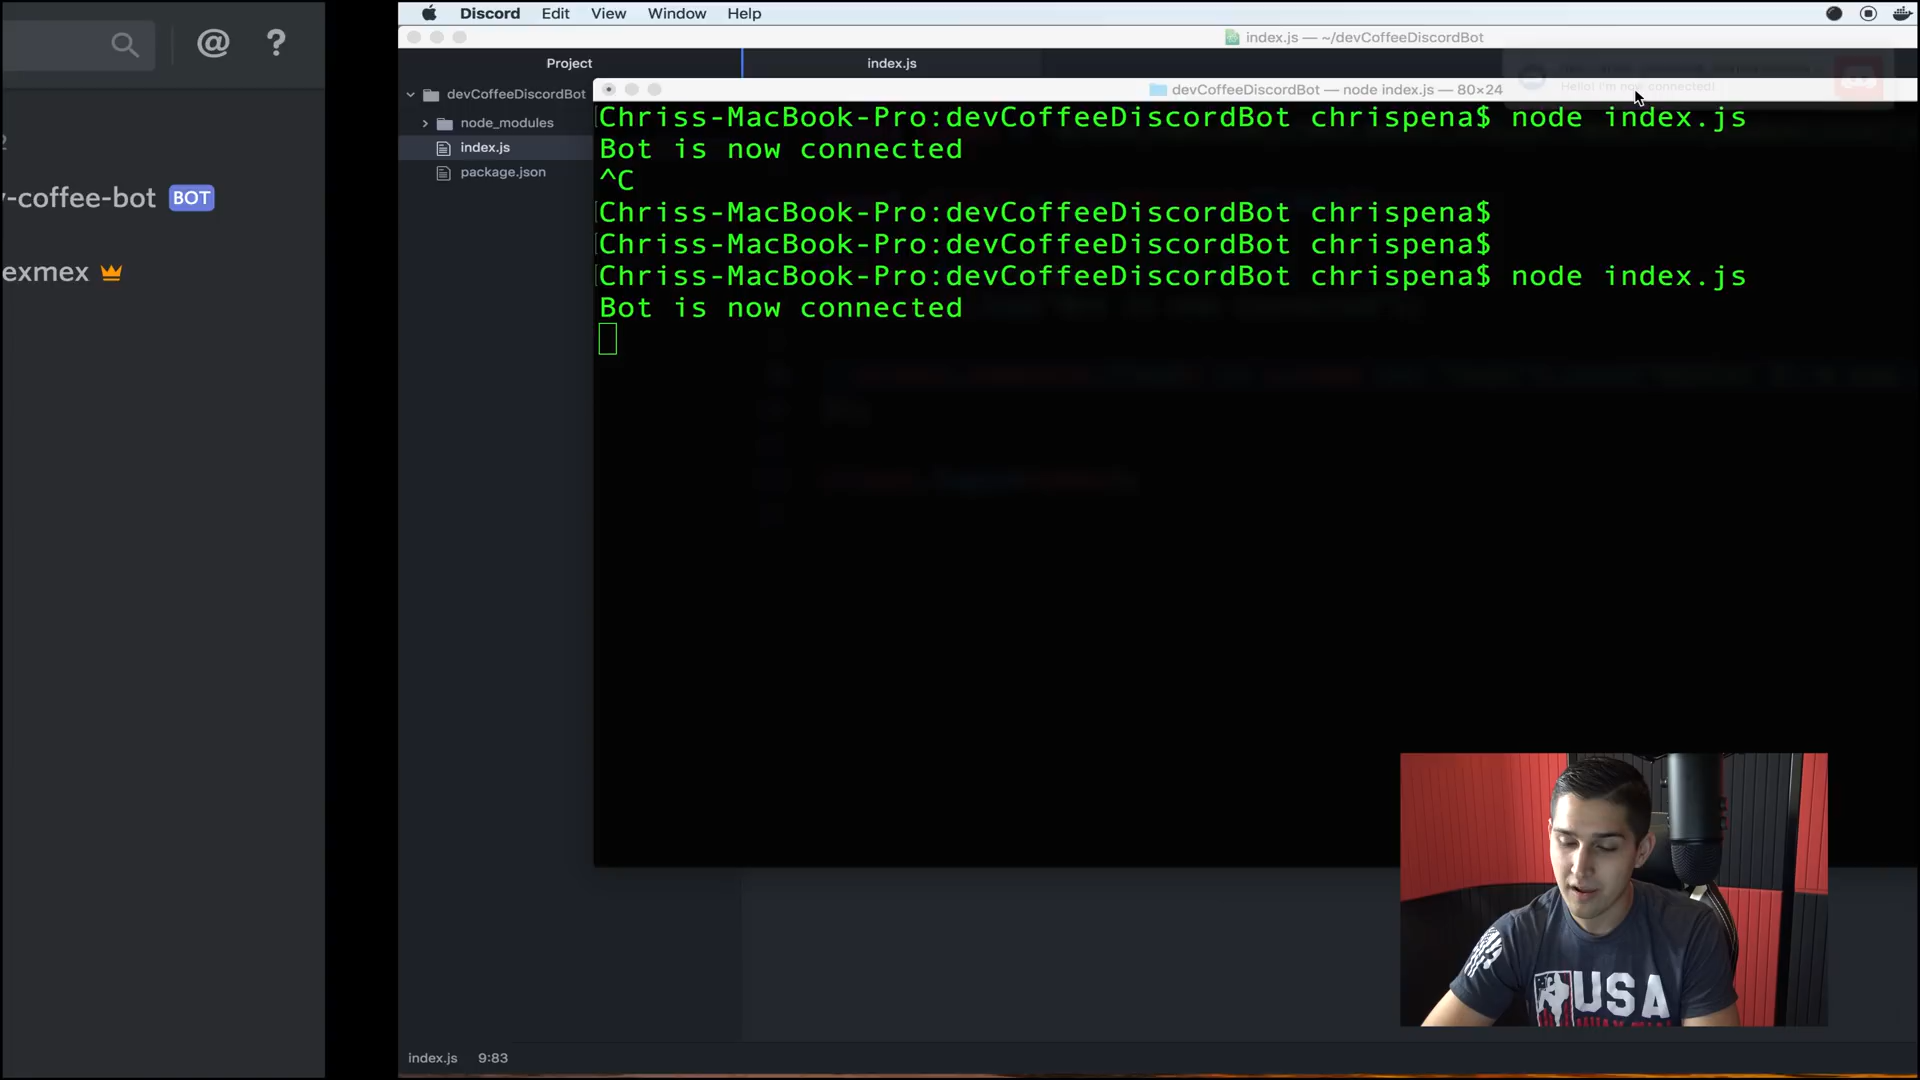 Discord Edit View Window Help
@ ?
index.js — ~/devCoffeeDiscordBot
Project
index.js
devCoffeeDiscordBot
node_modules
index.js
package.json
devCoffeeDiscordBot — node index.js — 80×24
Hello! I'm now connected!
Chriss-MacBook-Pro:devCoffeeDiscordBot chrispena$ node index.js
Bot is now connected
^C
Chriss-MacBook-Pro:devCoffeeDiscordBot chrispena$
Chriss-MacBook-Pro:devCoffeeDiscordBot chrispena$
Chriss-MacBook-Pro:devCoffeeDiscordBot chrispena$ node index.js
Bot is now connected
-coffee-bot BOT
exmex
USA
index.js 9:83